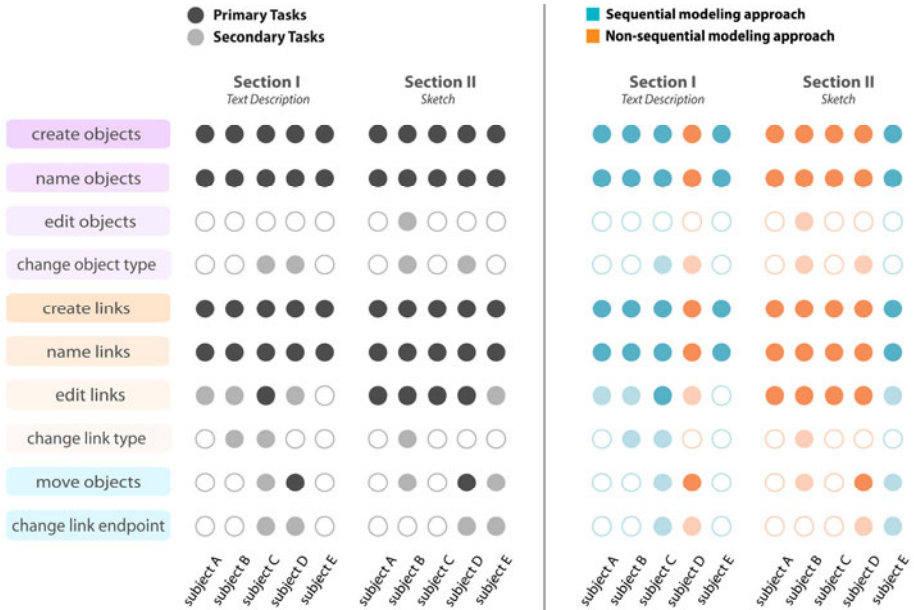 Primary Tasks
Secondary Tasks
Sequential modeling approach
Non-sequential modeling approach
Section I
Text Description
Section II
Sketch
Section I
Text Description
Section II
Sketch
create objects
name objects
edit objects
change object type
create links
name links
edit links
change link type
move objects
change link endpoint
subject A
subject B
subject C
subject D
subject E
subject A
subject B
subject C
subject D
subject E
subject A
subject B
subject C
subject D
subject E
subject A
subject B
subject C
subject D
subject E